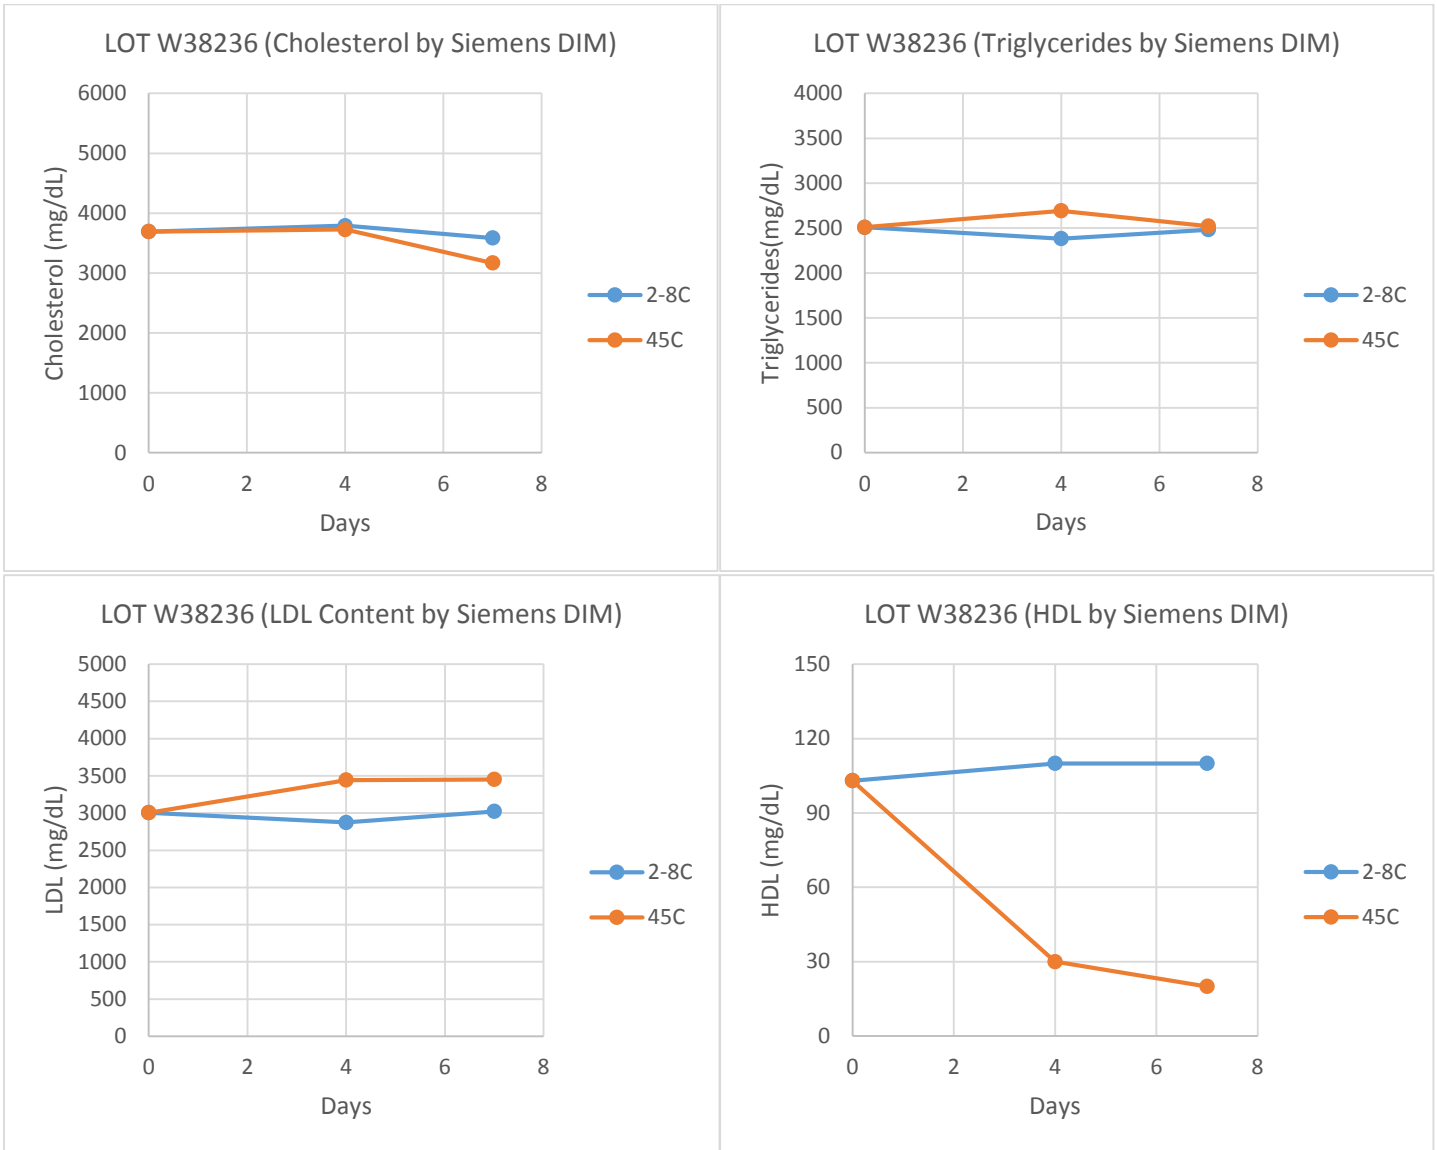 LOT W38236 (Cholesterol by Siemens DIM)
6000
5000
4000
3000
2000
1000
0
Cholesterol (mg/dL)
0 2 4 6 8
Days
2-8C
45C
LOT W38236 (Triglycerides by Siemens DIM)
4000
3500
3000
2500
2000
1500
1000
500
0
Triglycerides(mg/dL)
0 2 4 6 8
Days
2-8C
45C
LOT W38236 (LDL Content by Siemens DIM)
5000
4500
4000
3500
3000
2500
2000
1500
1000
500
0
LDL (mg/dL)
0 2 4 6 8
Days
2-8C
45C
LOT W38236 (HDL by Siemens DIM)
150
120
90
60
30
0
HDL (mg/dL)
0 2 4 6 8
Days
2-8C
45C